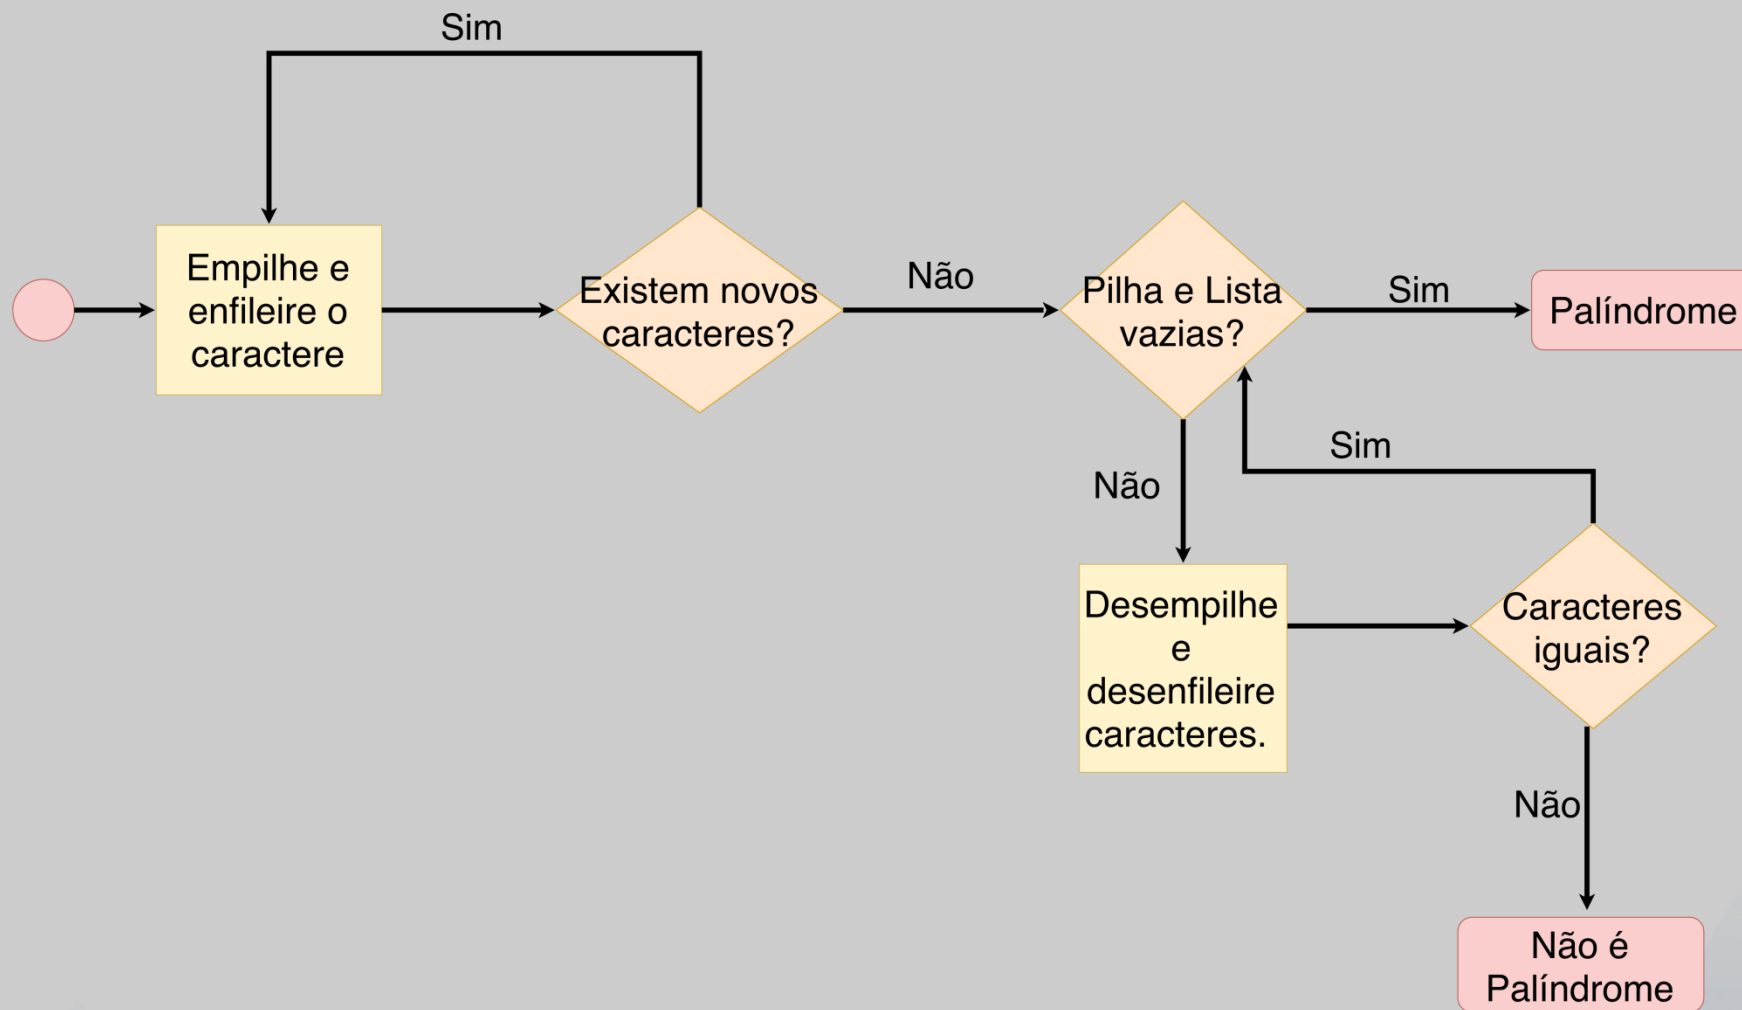 Sim
Empilhe e
enfileire o
caractere
Existem novos
caracteres?
Não
Pilha e Lista
vazias?
Sim
Palíndrome
Não
Sim
Desempilhe
e
desenfileire
caracteres.
Caracteres
iguais?
Não
Não é
Palíndrome